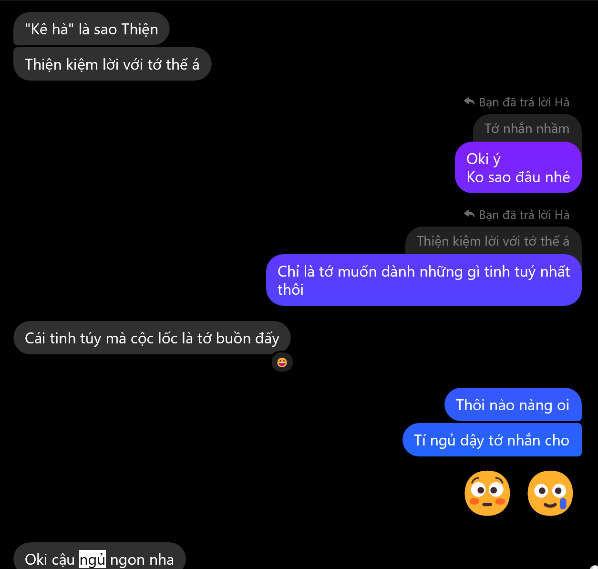 "Kê hà" là sao Thiện
Thiện kiệm lời với tớ thế á
Bạn đã trả lời Hà
Tớ nhắn nhầm
Oki ý
Ko sao đâu nhé
Bạn đã trả lời Hà
Thiện kiệm lời với tớ thế á
Chỉ là tớ muốn dành những gì tinh tuý nhất
thôi
Cái tinh túy mà cộc lốc là tớ buồn đấy
Thôi nào nàng oi
Tí ngủ dậy tớ nhắn cho
Oki cậu ngủ ngon nha